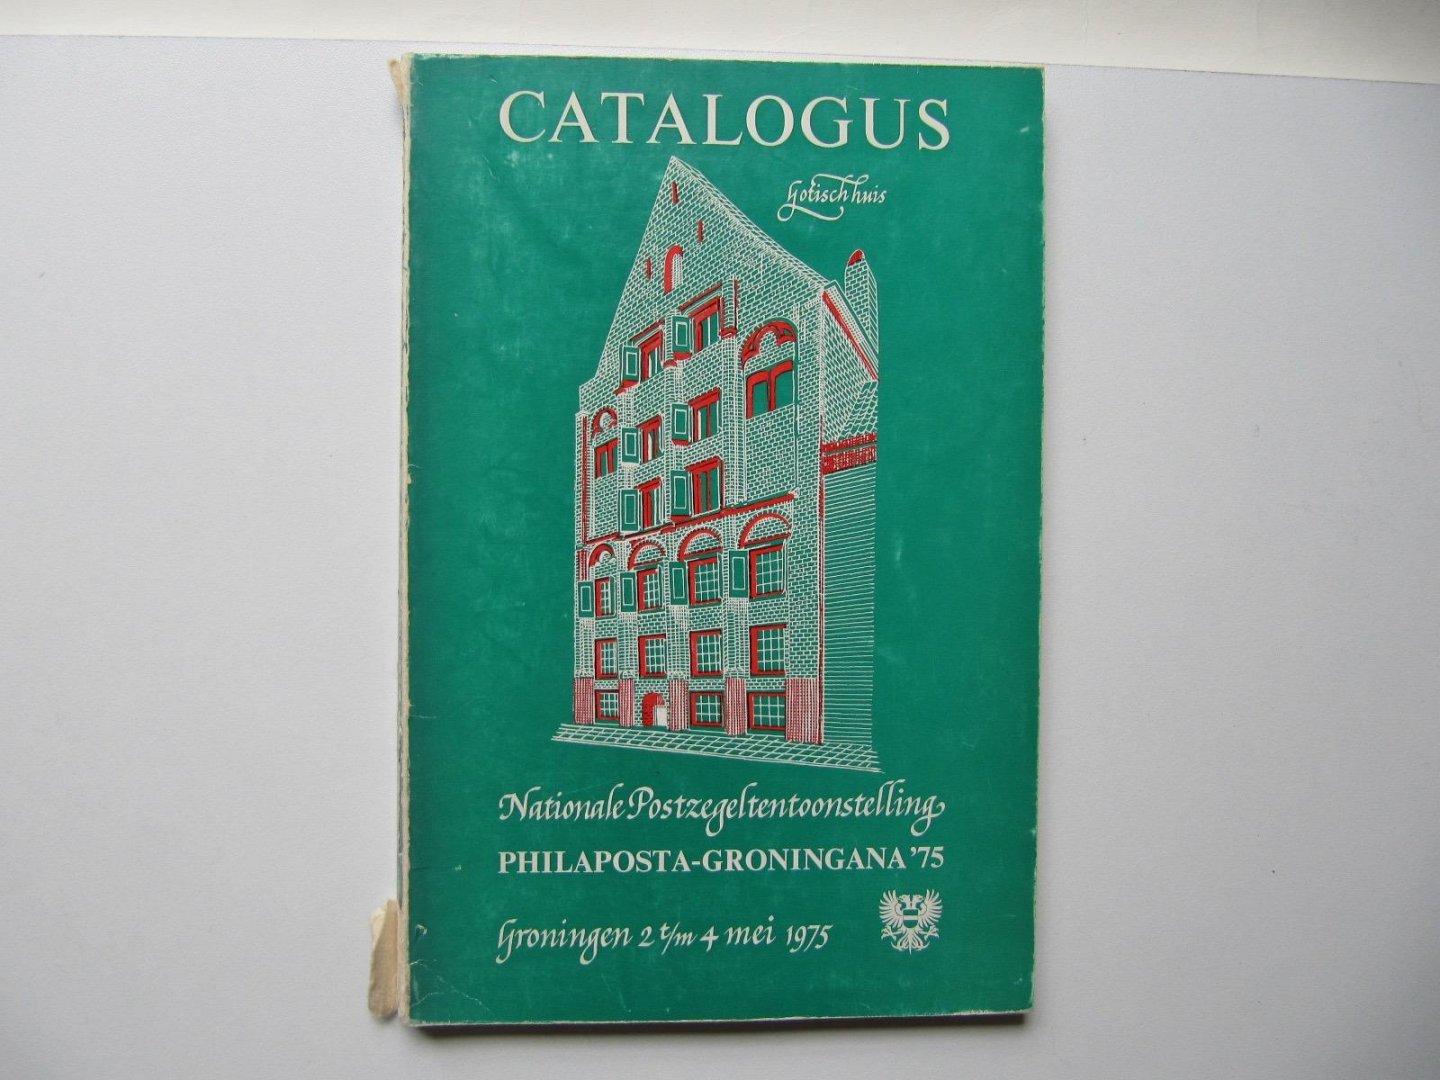 CATALOGUS
Gotisch huis
Nationale Postzegeltentoonstelling
PHILAPOSTA-GRONINGANA '75
Groningen 2 t/m 4 mei 1975